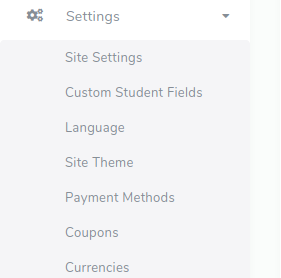 Settings
Site Settings
Custom Student Fields
Language
Site Theme
Payment Methods
Coupons
Currencies